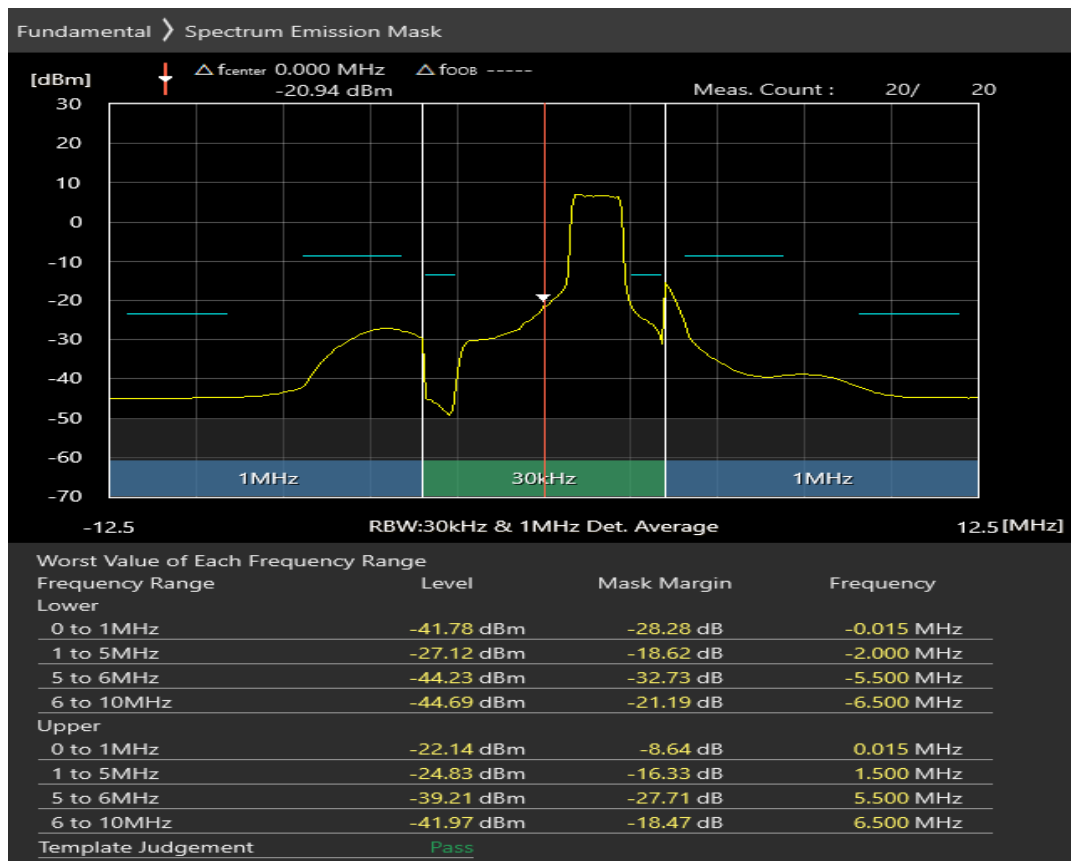 Fundamental ❯ Spectrum Emission Mask
[dBm] △ fcenter 0.000 MHz △ fOOB -----
-20.94 dBm Meas. Count : 20/ 20
30
20
10
0
-10
-20
-30
-40
-50
-60
-70
1MHz 30kHz 1MHz
-12.5 RBW:30kHz & 1MHz Det. Average 12.5 [MHz]
Worst Value of Each Frequency Range
Frequency Range Level Mask Margin Frequency
Lower
0 to 1MHz -41.78 dBm -28.28 dB -0.015 MHz
1 to 5MHz -27.12 dBm -18.62 dB -2.000 MHz
5 to 6MHz -44.23 dBm -32.73 dB -5.500 MHz
6 to 10MHz -44.69 dBm -21.19 dB -6.500 MHz
Upper
0 to 1MHz -22.14 dBm -8.64 dB 0.015 MHz
1 to 5MHz -24.83 dBm -16.33 dB 1.500 MHz
5 to 6MHz -39.21 dBm -27.71 dB 5.500 MHz
6 to 10MHz -41.97 dBm -18.47 dB 6.500 MHz
Template Judgement Pass